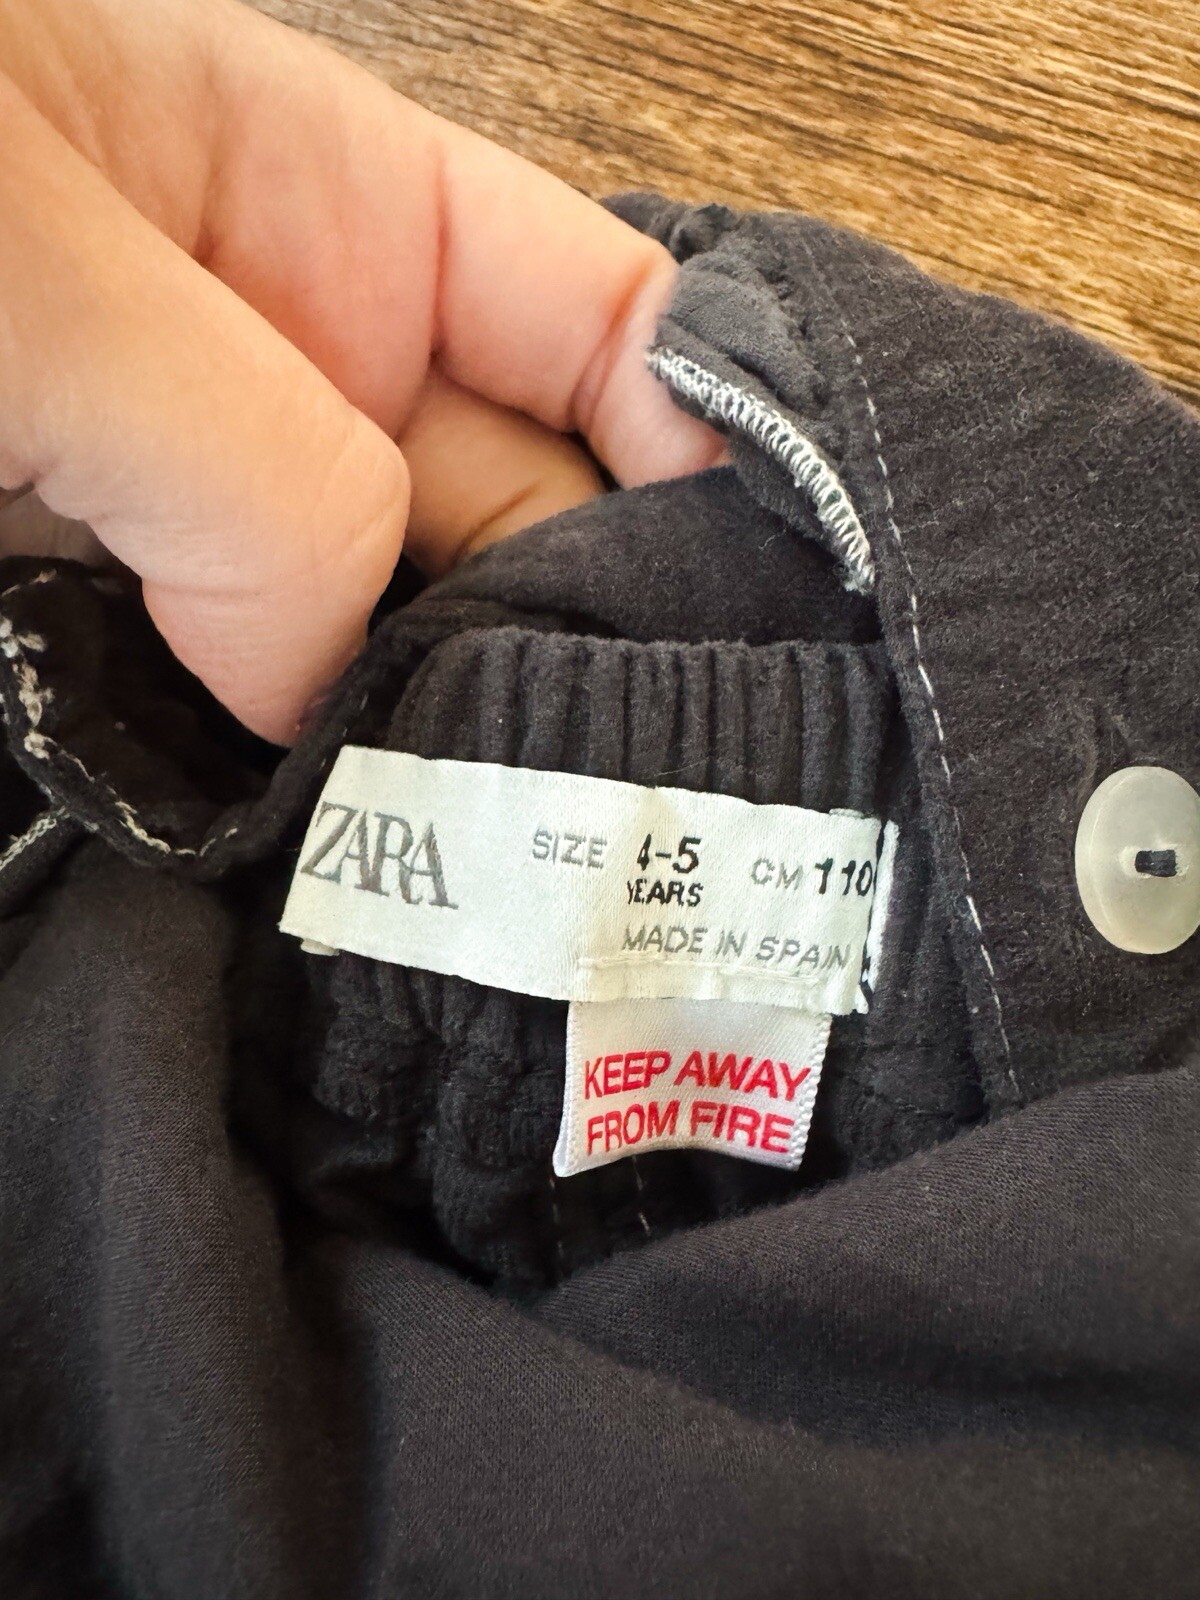 ZARA SIZE 4-5 CM 110
YEARS
MADE IN SPAIN
KEEP AWAY
FROM FIRE